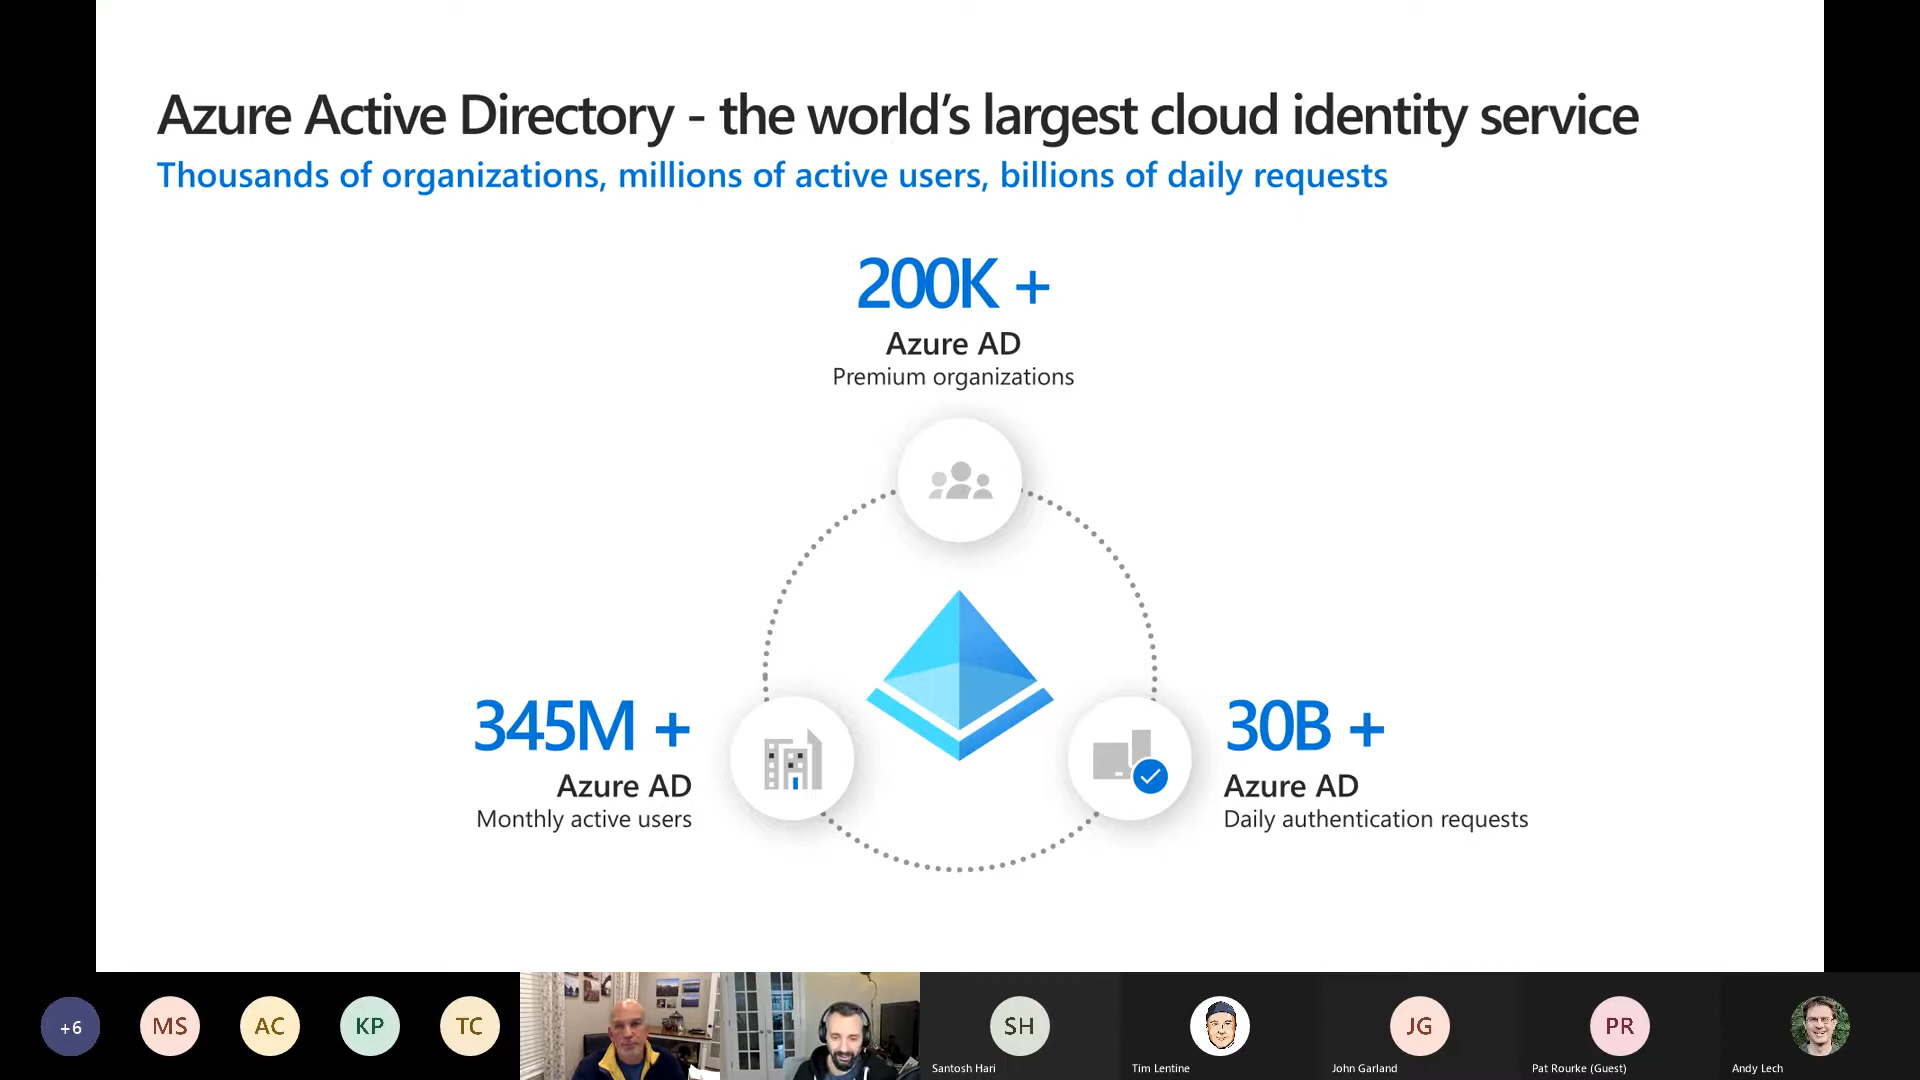 Azure Active Directory - the world’s largest cloud identity service
Thousands of organizations, millions of active users, billions of daily requests
200K +
Azure AD
Premium organizations
345M +
Azure AD
Monthly active users
30B +
Azure AD
Daily authentication requests
+6
MS
AC
KP
TC
SH
Santosh Hari
Tim Lentine
JG
John Garland
PR
Pat Rourke (Guest)
Andy Lech